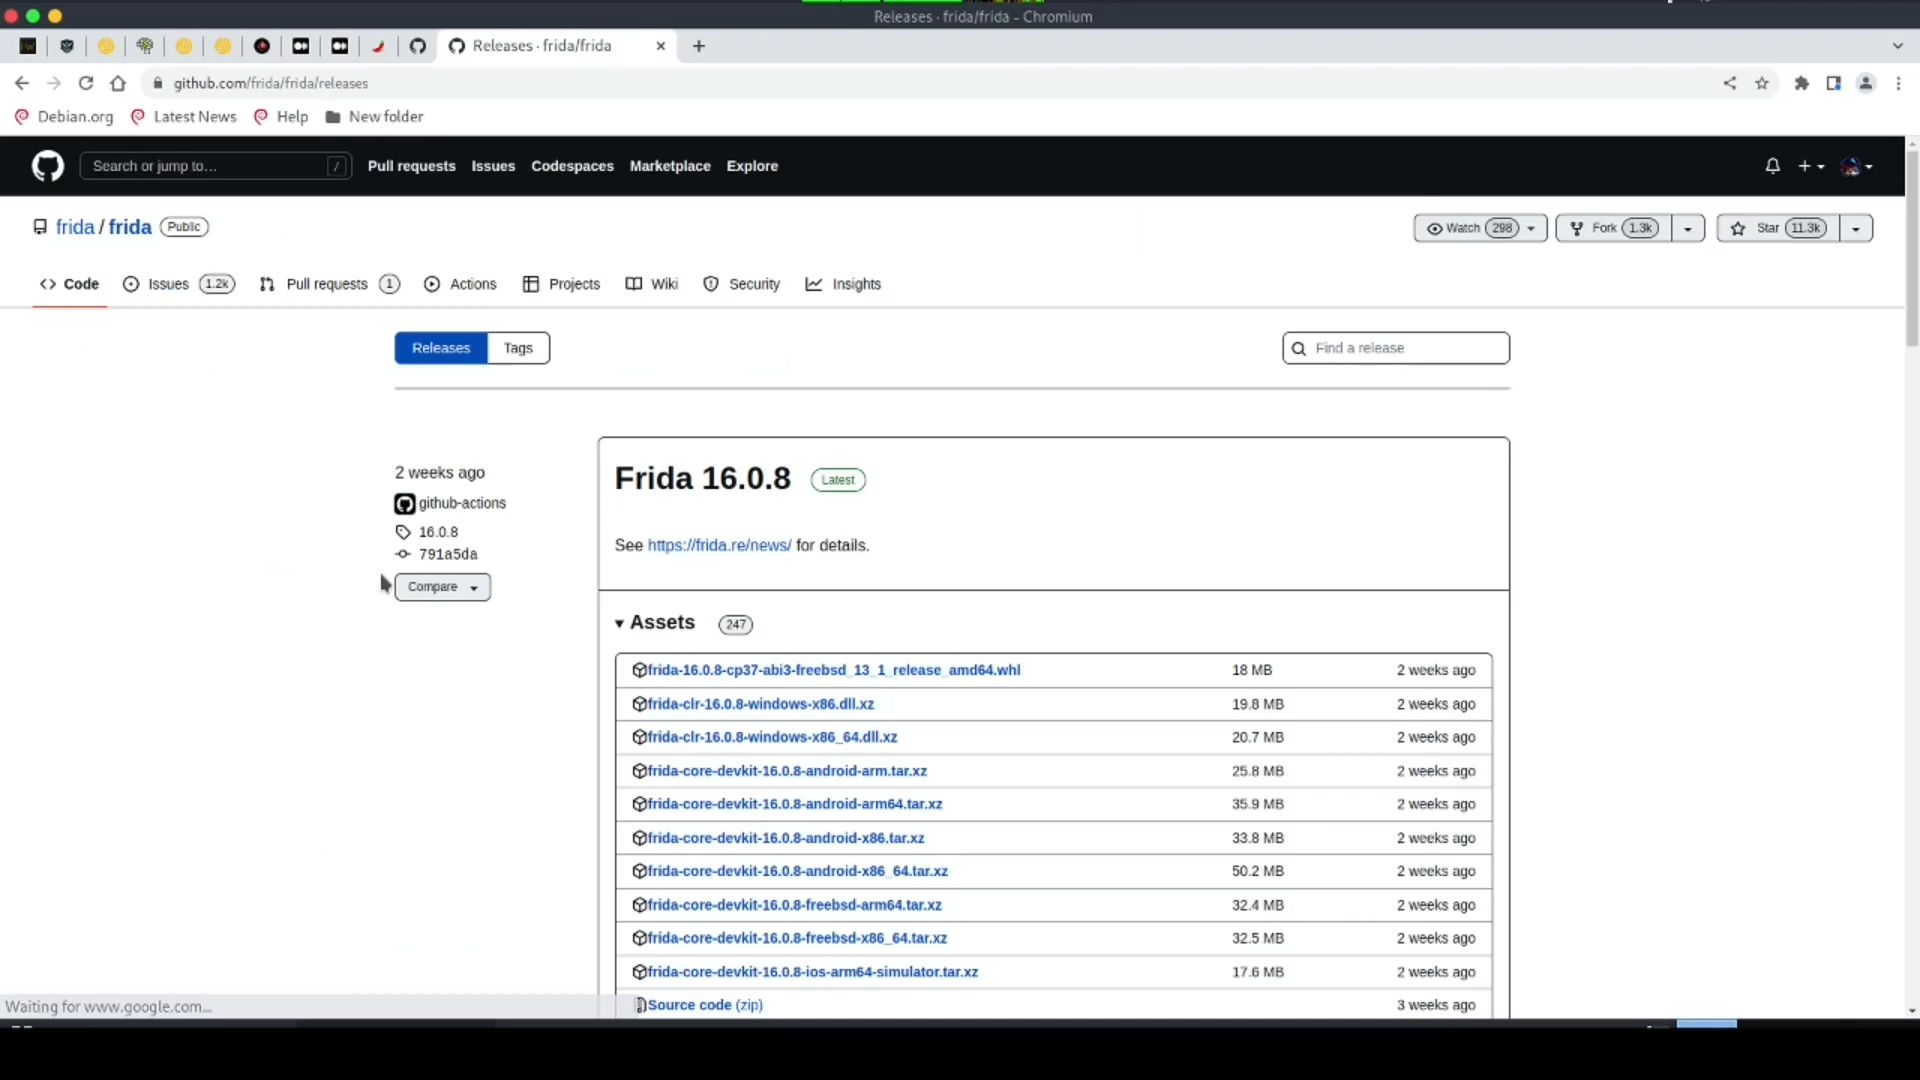 Releases · frida/frida - Chromium
Releases · frida/frida
github.com/frida/frida/releases
Debian.org Latest News Help New folder
Search or jump to... / Pull requests Issues Codespaces Marketplace Explore
frida / frida Public Watch 298 Fork 1.3k Star 11.3k
Code Issues 1.2k Pull requests 1 Actions Projects Wiki Security Insights
Releases Tags Find a release
2 weeks ago
github-actions
16.0.8
791a5da
Compare
Frida 16.0.8 Latest
See https://frida.re/news/ for details.
Assets 247
frida-16.0.8-cp37-abi3-freebsd_13_1_release_amd64.whl 18 MB 2 weeks ago
frida-clr-16.0.8-windows-x86.dll.xz 19.8 MB 2 weeks ago
frida-clr-16.0.8-windows-x86_64.dll.xz 20.7 MB 2 weeks ago
frida-core-devkit-16.0.8-android-arm.tar.xz 25.8 MB 2 weeks ago
frida-core-devkit-16.0.8-android-arm64.tar.xz 35.9 MB 2 weeks ago
frida-core-devkit-16.0.8-android-x86.tar.xz 33.8 MB 2 weeks ago
frida-core-devkit-16.0.8-android-x86_64.tar.xz 50.2 MB 2 weeks ago
frida-core-devkit-16.0.8-freebsd-arm64.tar.xz 32.4 MB 2 weeks ago
frida-core-devkit-16.0.8-freebsd-x86_64.tar.xz 32.5 MB 2 weeks ago
frida-core-devkit-16.0.8-ios-arm64-simulator.tar.xz 17.6 MB 2 weeks ago
Source code (zip) 3 weeks ago
Waiting for www.google.com...